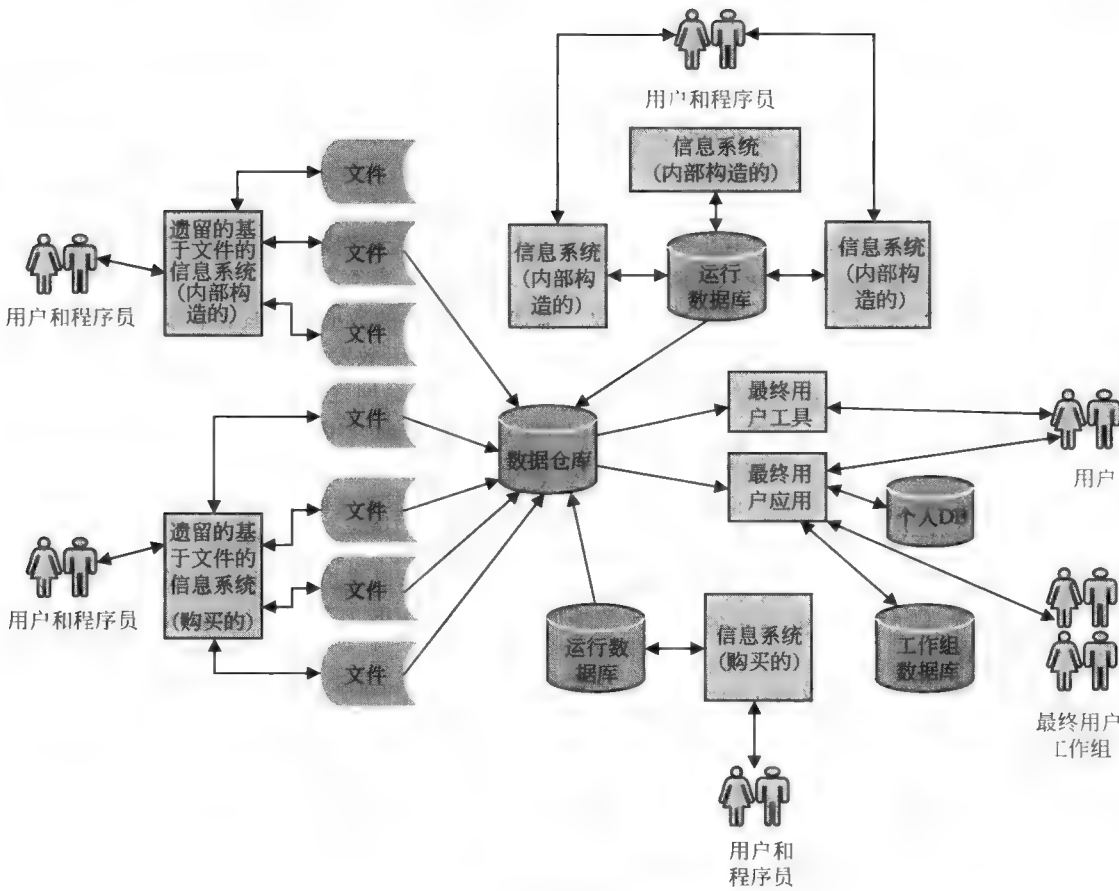 用户和程序员
信息系统
(内部构造的)
文件
遗留的基
于文件的
信息系统
(内部构
造的)
文件
文件
用户和程序员
信息系统
(内部构
造的)
运行
数据库
信息系统
(内部构
造的)
文件
数据仓库
最终用
户工具
用户
最终用
户应用
个人DB
遗留的基
于文件的
信息系统
(购买的)
文件
文件
文件
用户和程序员
运行数
据库
信息系统
(购买的)
工作组
数据库
最终用户
工作组
用户和
程序员